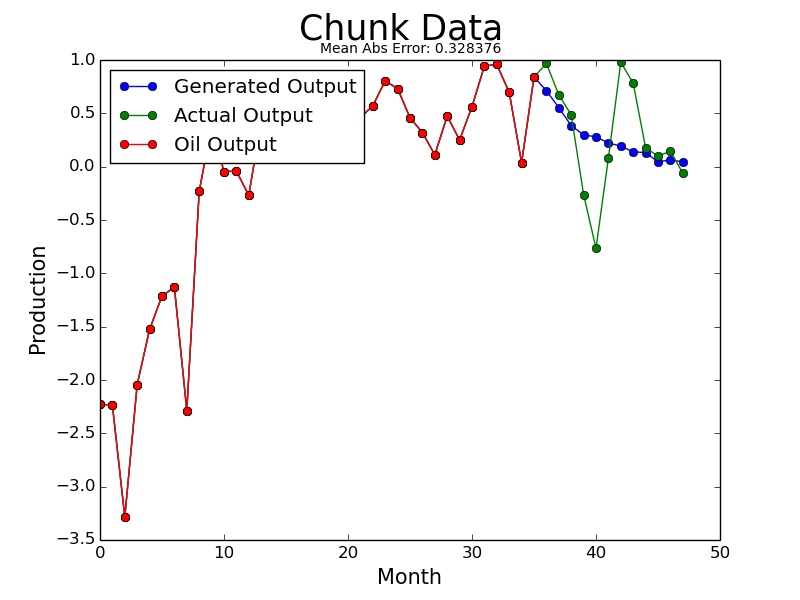 Chunk Data
Mean Abs Error: 0.328376
Generated Output
Actual Output
Oil Output
1.0
0.5
0.0
−0.5
−1.0
−1.5
−2.0
−2.5
−3.0
−3.5
Production
0 10 20 30 40 50
Month